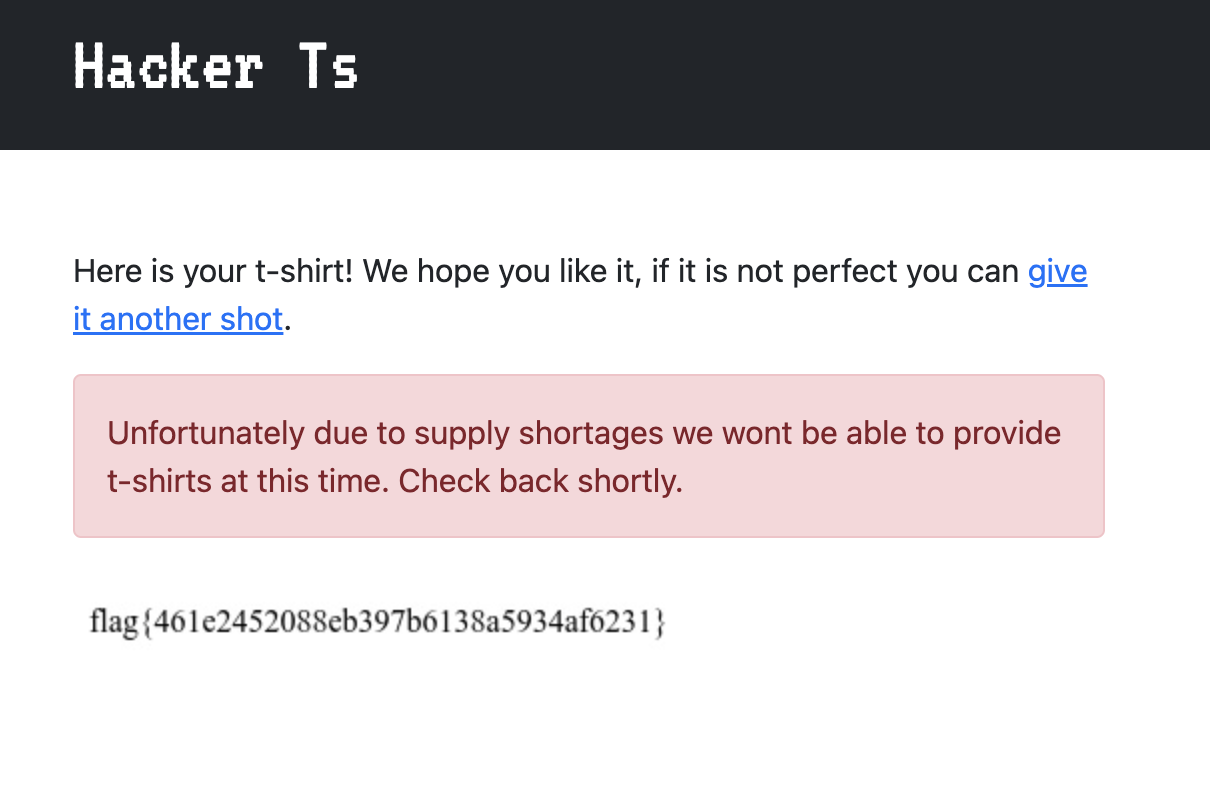 Hacker Ts
Here is your t-shirt! We hope you like it, if it is not perfect you can give
it another shot.
Unfortunately due to supply shortages we wont be able to provide
t-shirts at this time. Check back shortly.
flag{461e2452088eb397b6138a5934af6231}